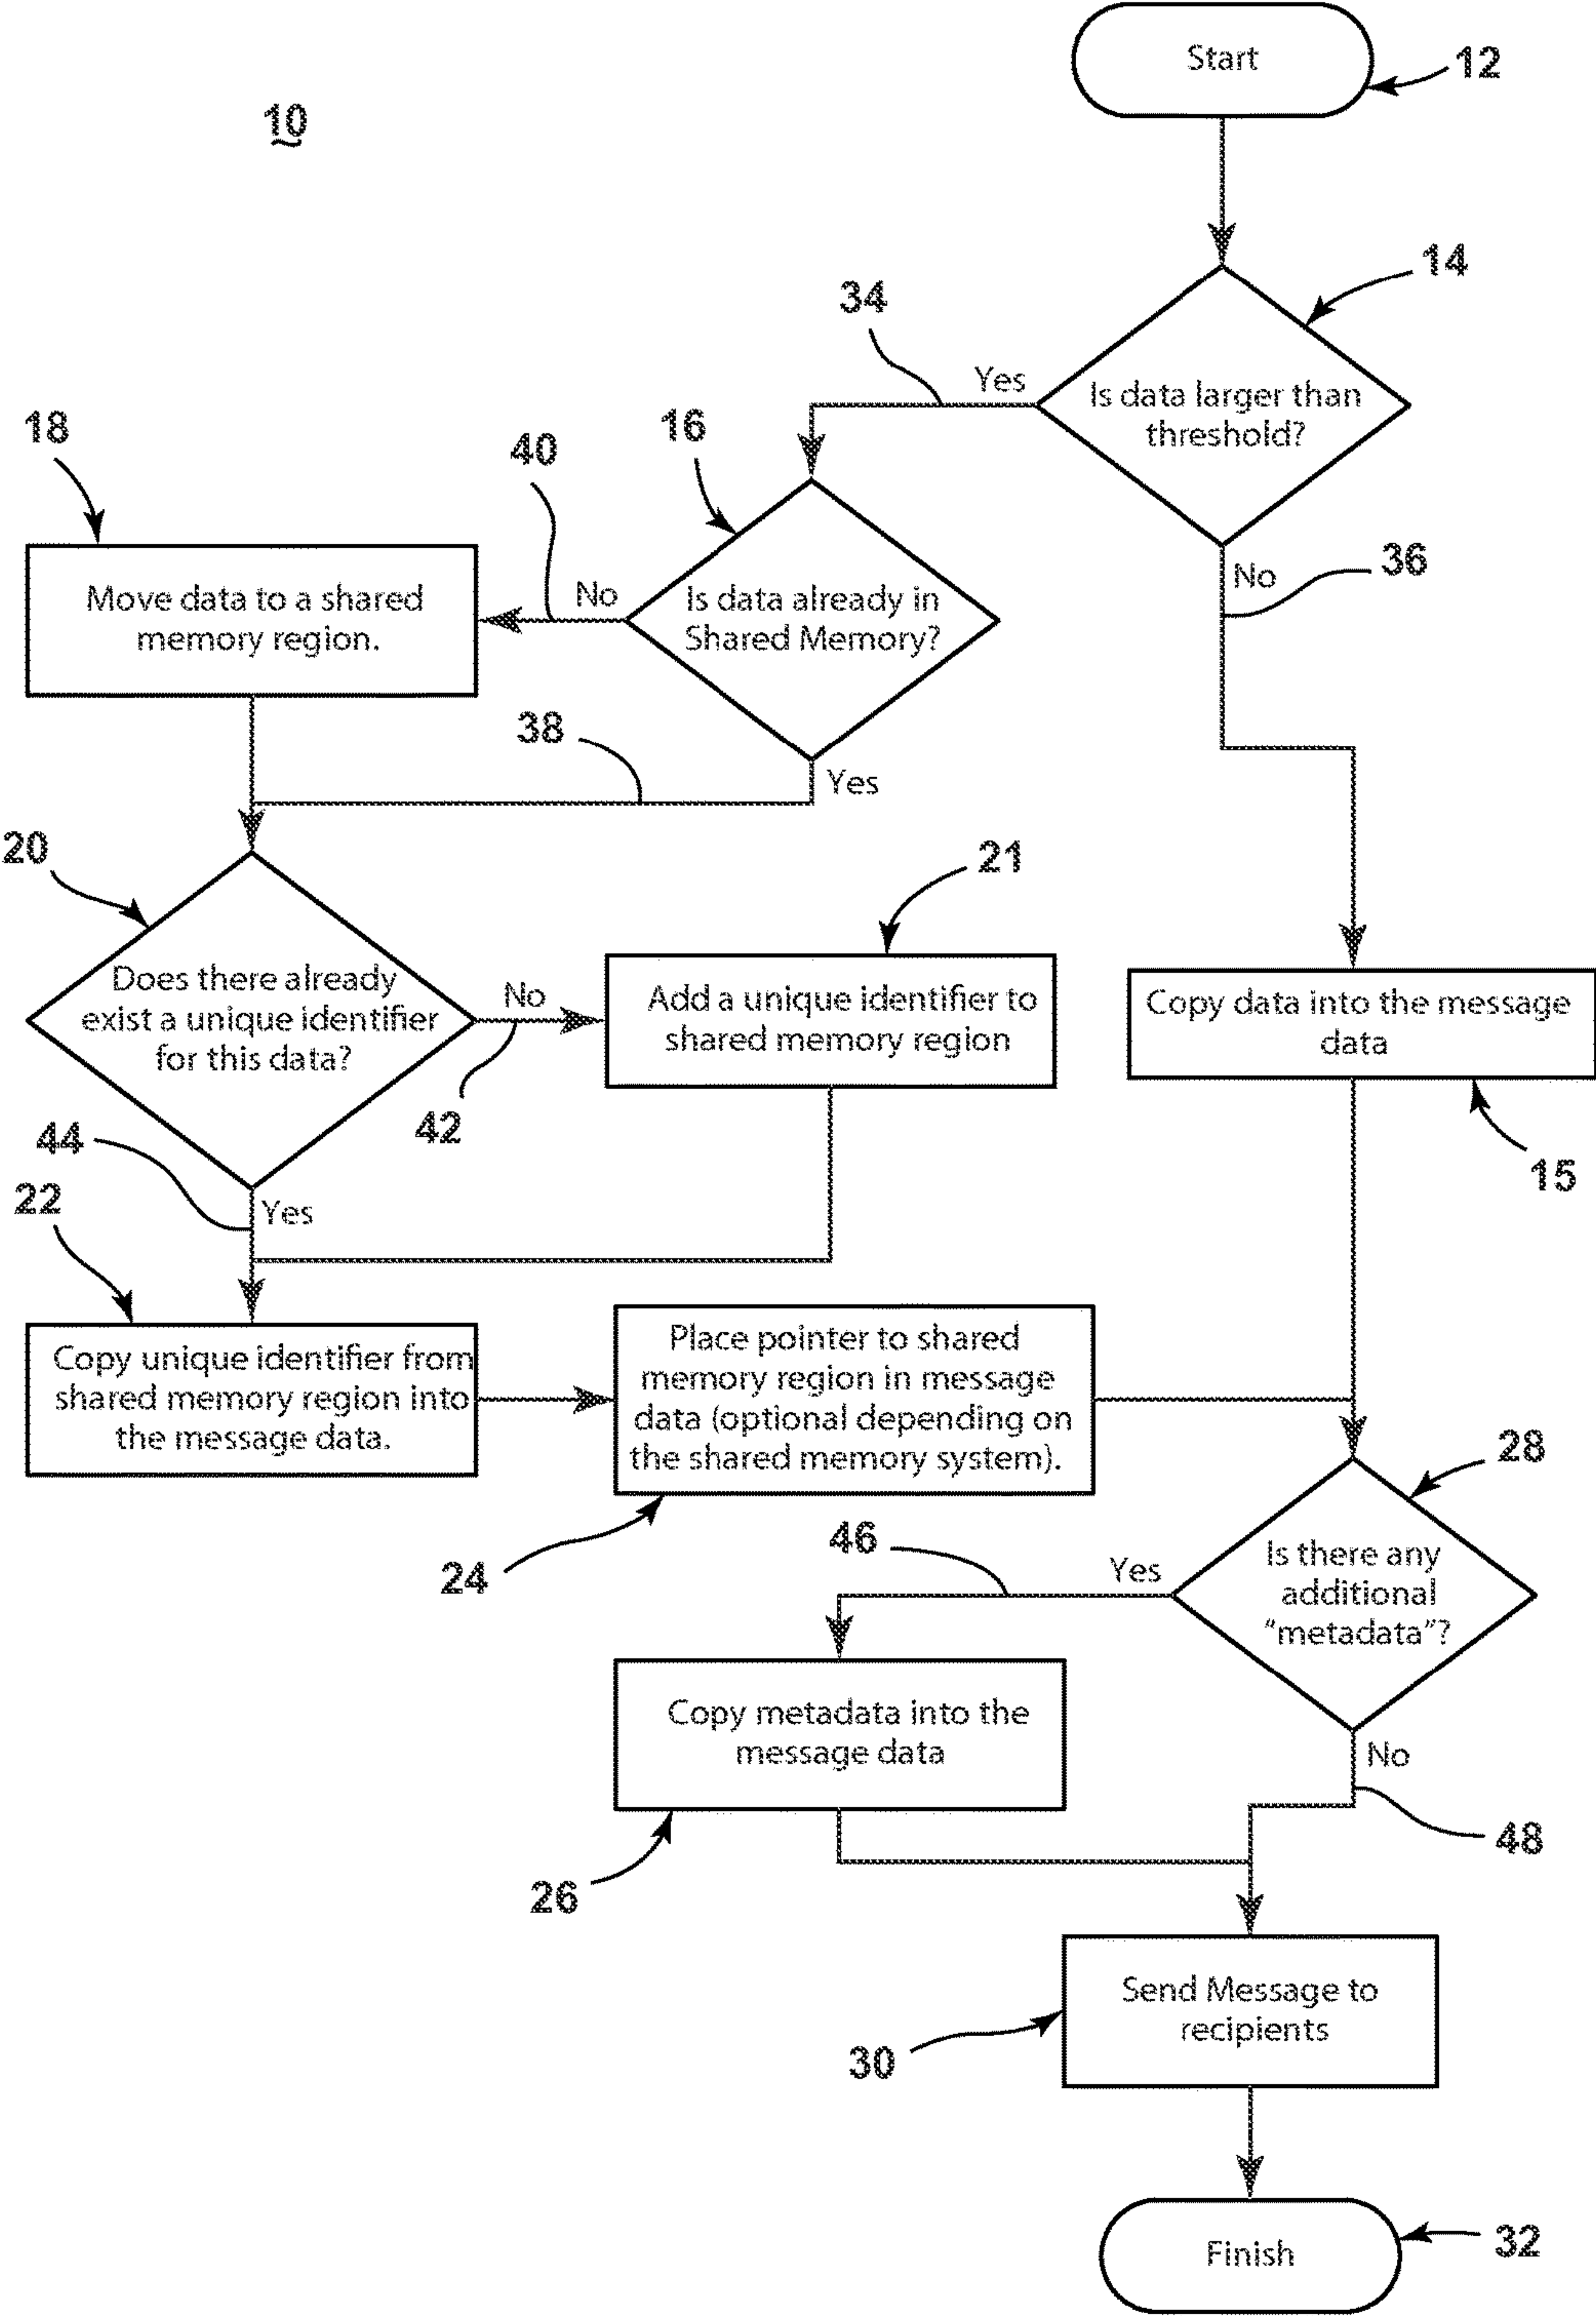 Start
12
10
14
34
Yes
Is data larger than
threshold?
18
40
16
36
No
Move data to a shared
memory region.
No
Is data already in
Shared Memory?
38
Yes
20
21
Does there already
exist a unique identifier
for this data?
No
Add a unique identifier to
shared memory region
Copy data into the message
data
42
44
15
22
Yes
Copy unique identifier from
shared memory region into
the message data.
Place pointer to shared
memory region in message
data (optional depending on
the shared memory system).
28
24
46
Yes
Is there any
additional
“metadata”?
Copy metadata into the
message data
No
48
26
Send Message to
recipients
30
Finish
32